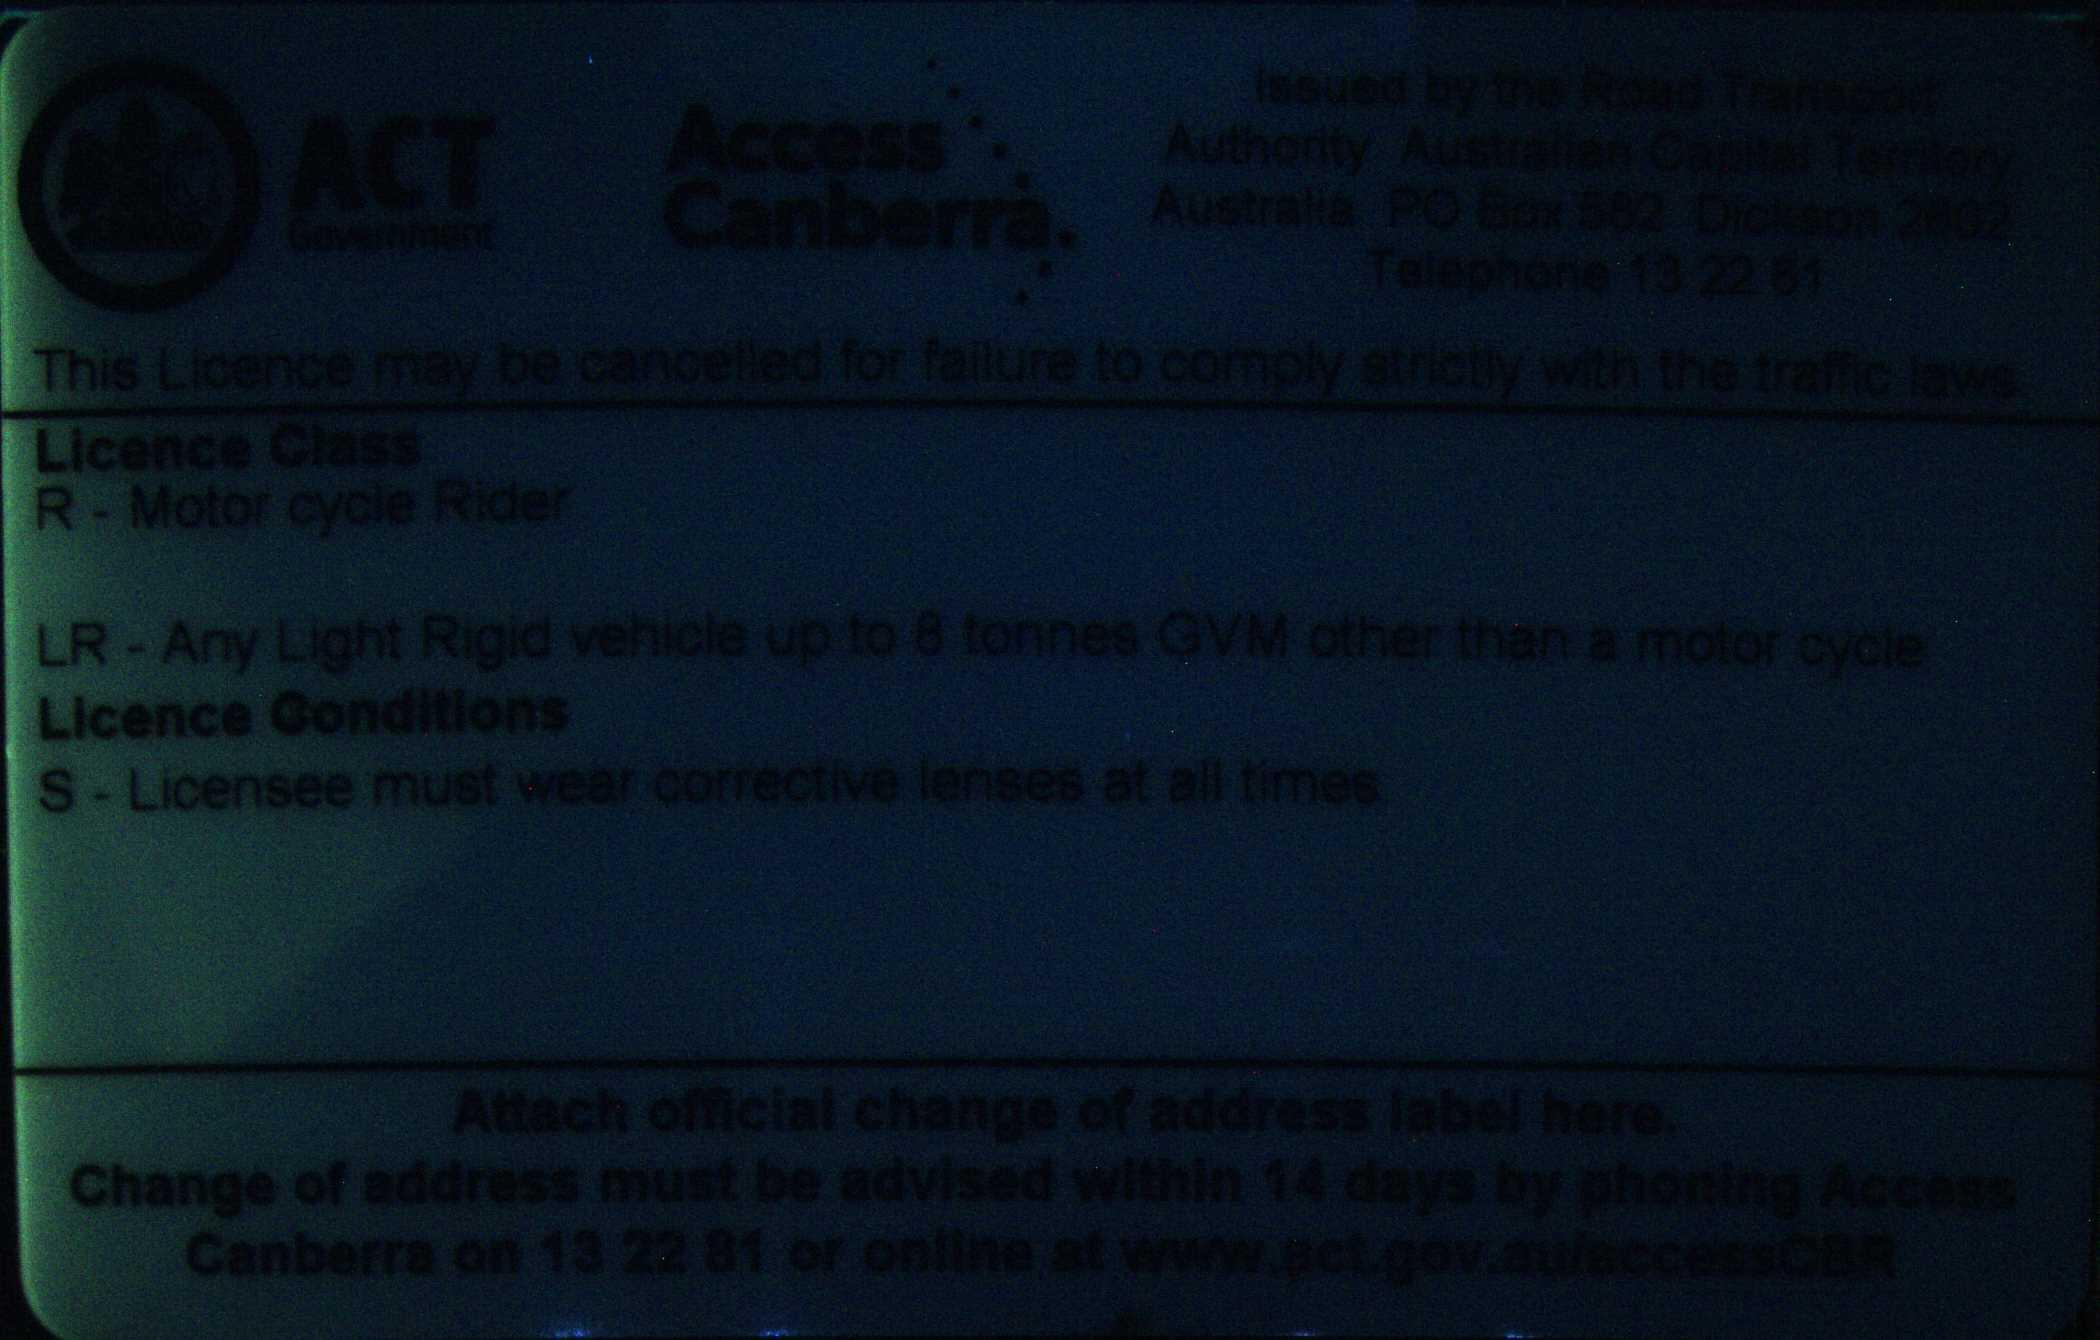 ACT
Government
Access
Canberra.
Issued by the Road Transport
Authority Australian Capital Territory
Australia PO Box 582 Dickson 2602
Telephone 13 22 81
This Licence may be cancelled for failure to comply strictly with the traffic laws.
Licence Class
R - Motor cycle Rider
LR - Any Light Rigid vehicle up to 8 tonnes GVM other than a motor cycle
Licence Conditions
S - Licensee must wear corrective lenses at all times
Attach official change of address label here.
Change of address must be advised within 14 days by phoning Access
Canberra on 13 22 81 or online at www.act.gov.au/accessCBR